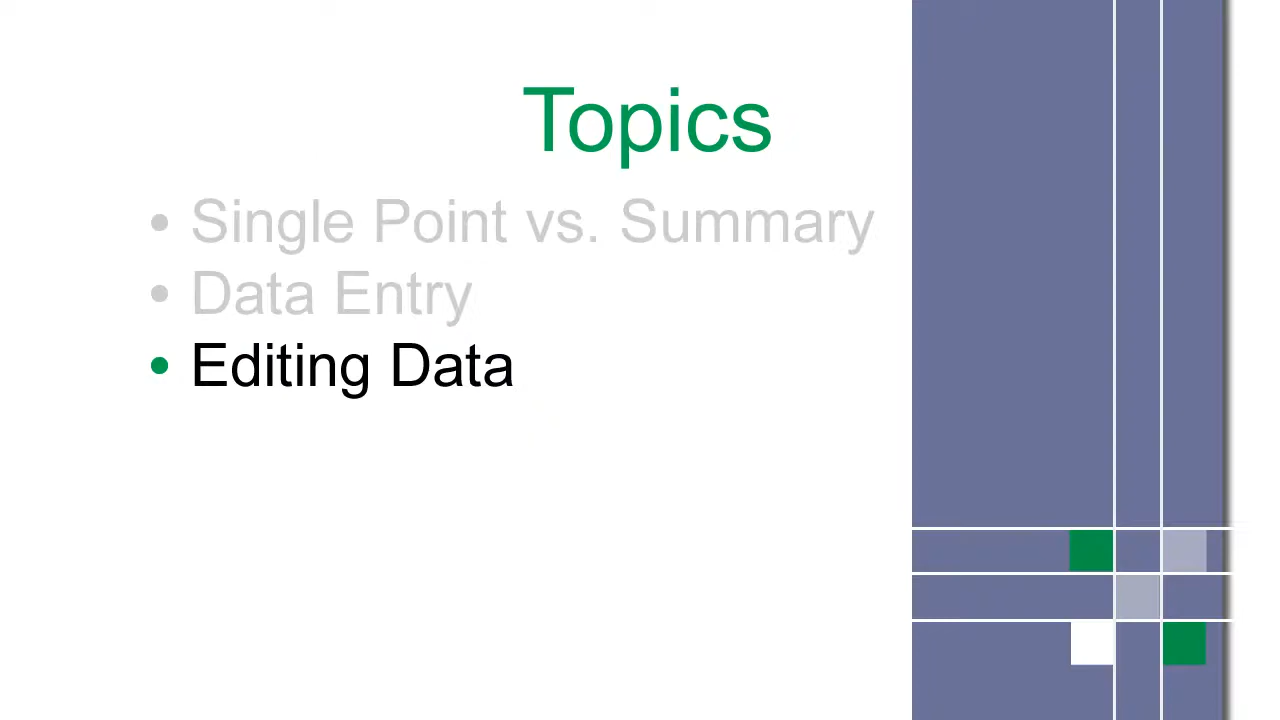 Topics
• Single Point vs. Summary
• Data Entry
• Editing Data